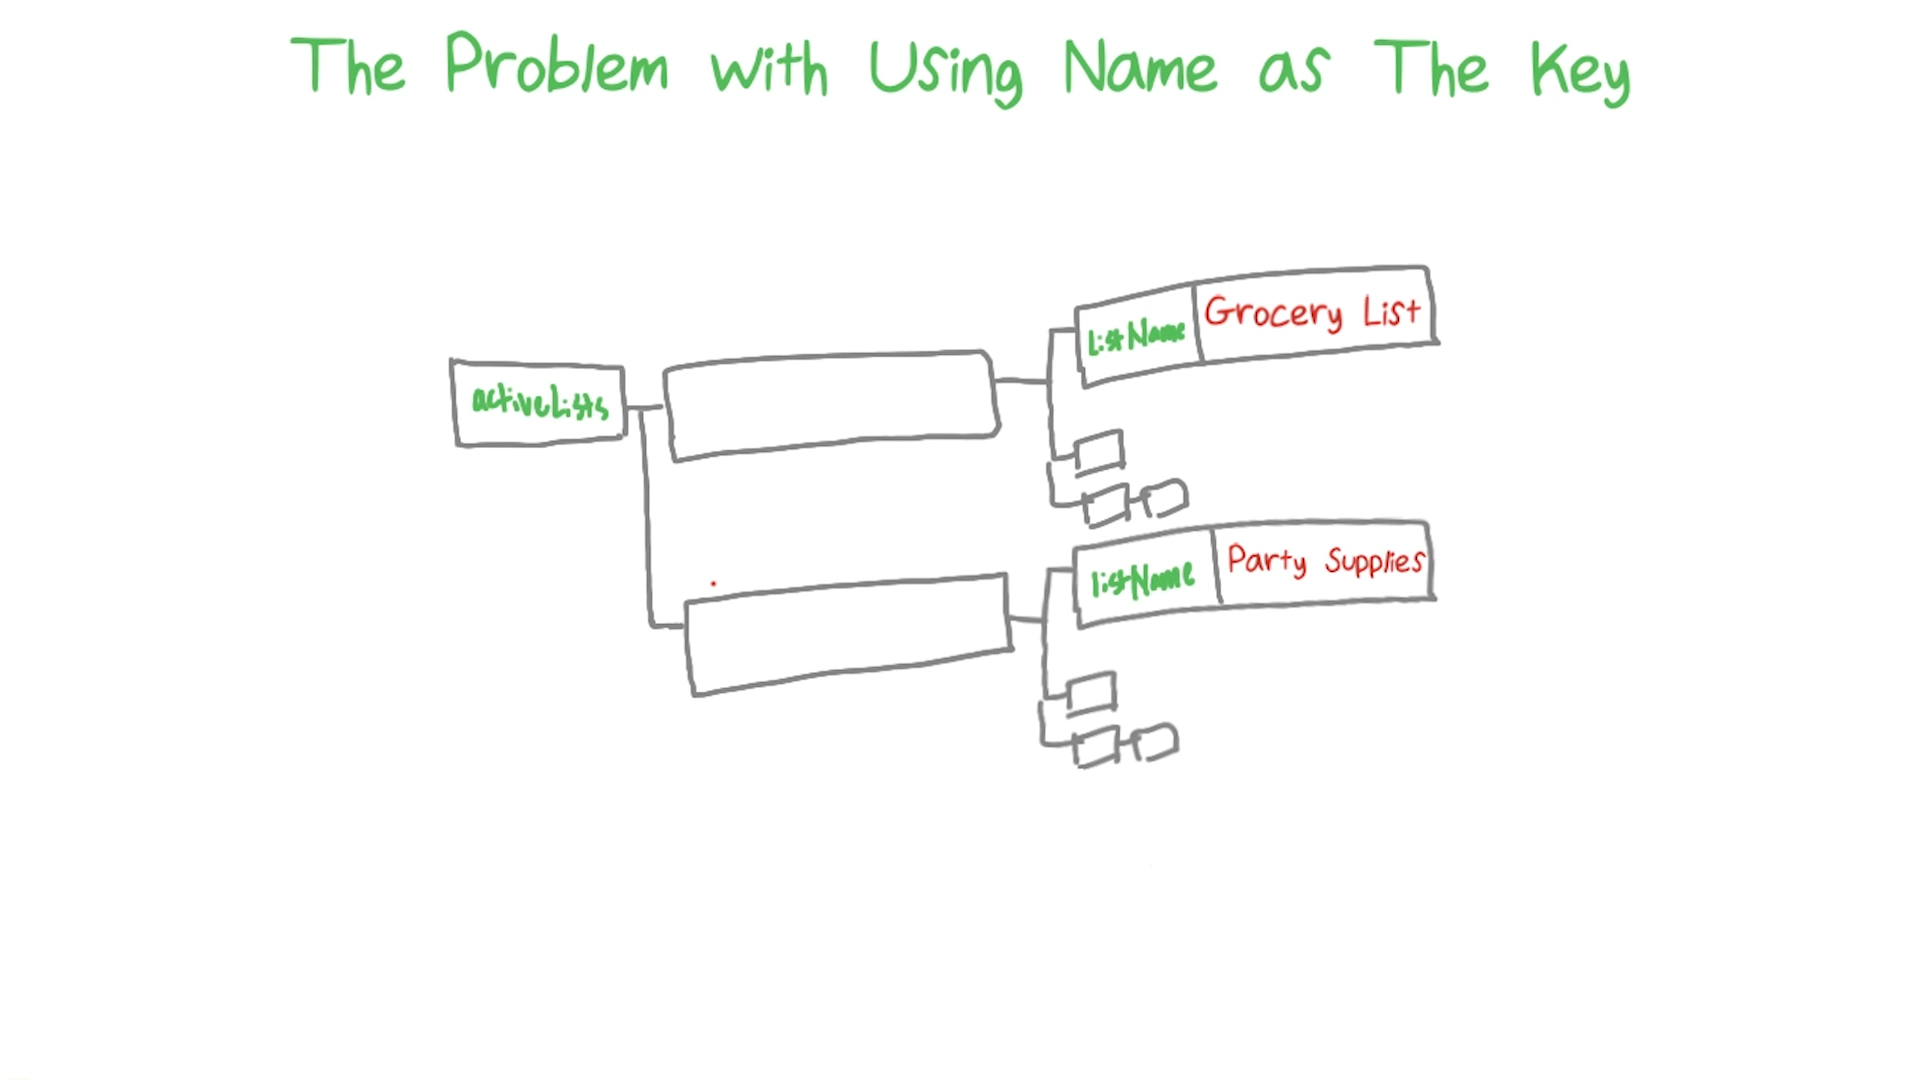 The Problem with Using Name as The Key
activeLists
listName Grocery List
listName Party Supplies